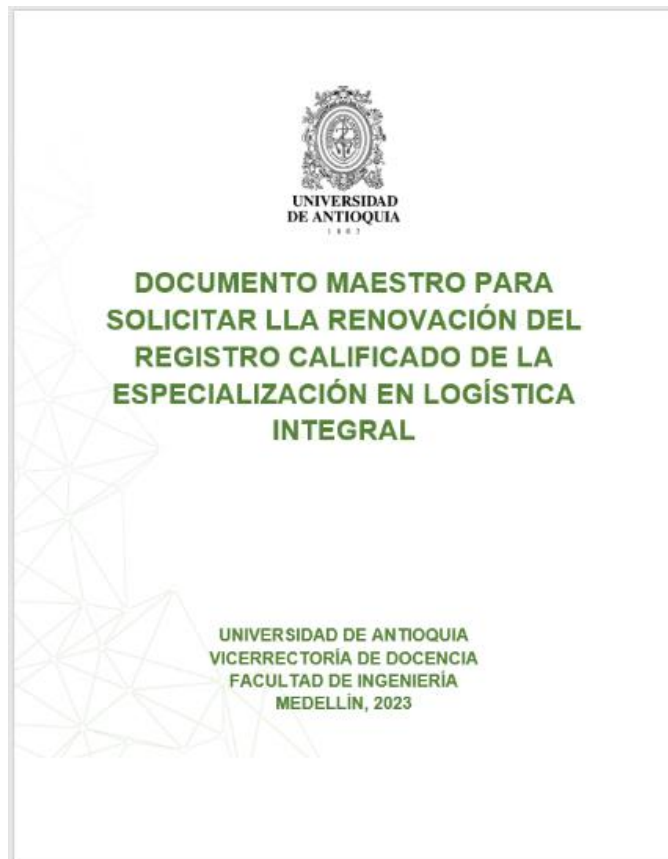 UNIVERSIDAD
DE ANTIOQUIA
1803
DOCUMENTO MAESTRO PARA
SOLICITAR LLA RENOVACIÓN DEL
REGISTRO CALIFICADO DE LA
ESPECIALIZACIÓN EN LOGÍSTICA
INTEGRAL
UNIVERSIDAD DE ANTIOQUIA
VICERRECTORÍA DE DOCENCIA
FACULTAD DE INGENIERÍA
MEDELLÍN, 2023